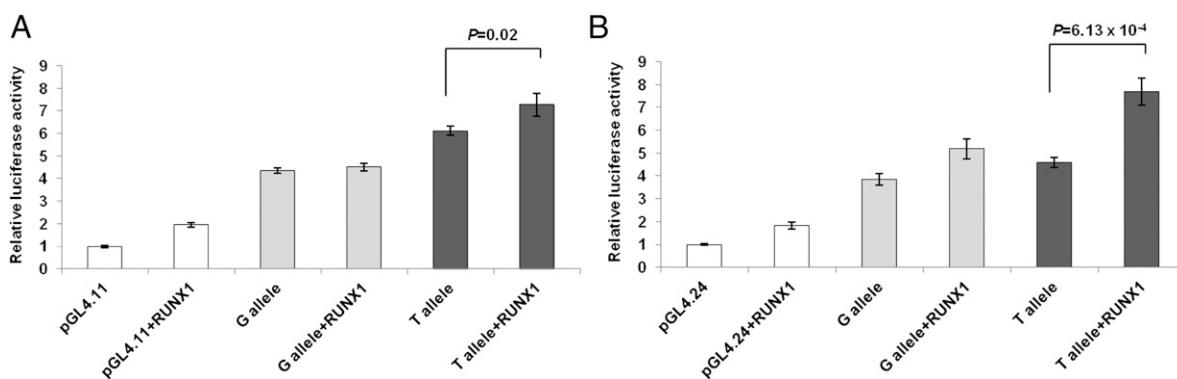 A
P=0.02
Relative luciferase activity
9
8
7
6
5
4
3
2
1
0
pGL4.11
pGL4.11+RUNX1
G allele
G allele+RUNX1
T allele
T allele+RUNX1
B
P=6.13 x 10⁻⁴
Relative luciferase activity
9
8
7
6
5
4
3
2
1
0
pGL4.24
pGL4.24+RUNX1
G allele
G allele+RUNX1
T allele
T allele+RUNX1